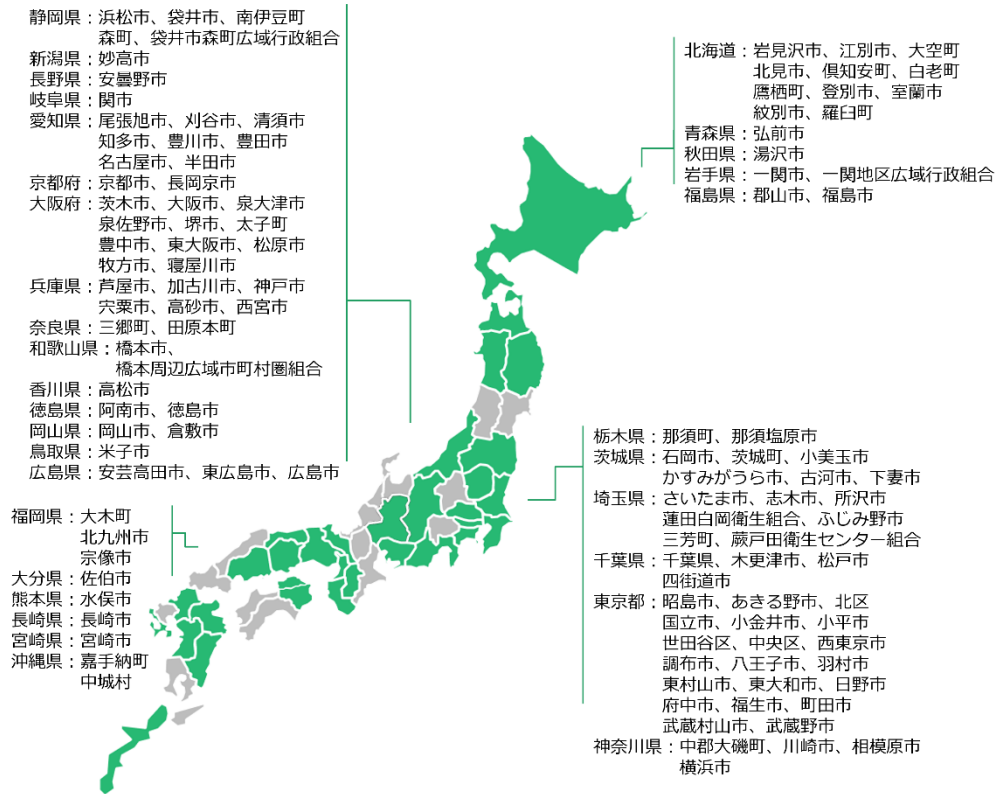 静岡県：浜松市、袋井市、南伊豆町
森町、袋井市森町広域行政組合
新潟県：妙高市
長野県：安曇野市
岐阜県：関市
愛知県：尾張旭市、刈谷市、清須市
知多市、豊川市、豊田市
名古屋市、半田市
京都府：京都市、長岡京市
大阪府：茨木市、大阪市、泉大津市
泉佐野市、堺市、太子町
豊中市、東大阪市、松原市
牧方市、寝屋川市
兵庫県：芦屋市、加古川市、神戸市
宍粟市、高砂市、西宮市
奈良県：三郷町、田原本町
和歌山県：橋本市、
橋本周辺広域市町村圏組合
香川県：高松市
徳島県：阿南市、徳島市
岡山県：岡山市、倉敷市
鳥取県：米子市
広島県：安芸高田市、東広島市、広島市
北海道：岩見沢市、江別市、大空町
北見市、倶知安町、白老町
鷹栖町、登別市、室蘭市
紋別市、羅臼町
青森県：弘前市
秋田県：湯沢市
岩手県：一関市、一関地区広域行政組合
福島県：郡山市、福島市
栃木県：那須町、那須塩原市
茨城県：石岡市、茨城町、小美玉市
かすみがうら市、古河市、下妻市
埼玉県：さいたま市、志木市、所沢市
蓮田白岡衛生組合、ふじみ野市
三芳町、蕨戸田衛生センター組合
千葉県：千葉県、木更津市、松戸市
四街道市
東京都：昭島市、あきる野市、北区
国立市、小金井市、小平市
世田谷区、中央区、西東京市
調布市、八王子市、羽村市
東村山市、東大和市、日野市
府中市、福生市、町田市
武蔵村山市、武蔵野市
神奈川県：中郡大磯町、川崎市、相模原市
横浜市
福岡県：大木町
北九州市
宗像市
大分県：佐伯市
熊本県：水俣市
長崎県：長崎市
宮崎県：宮崎市
沖縄県：嘉手納町
中城村